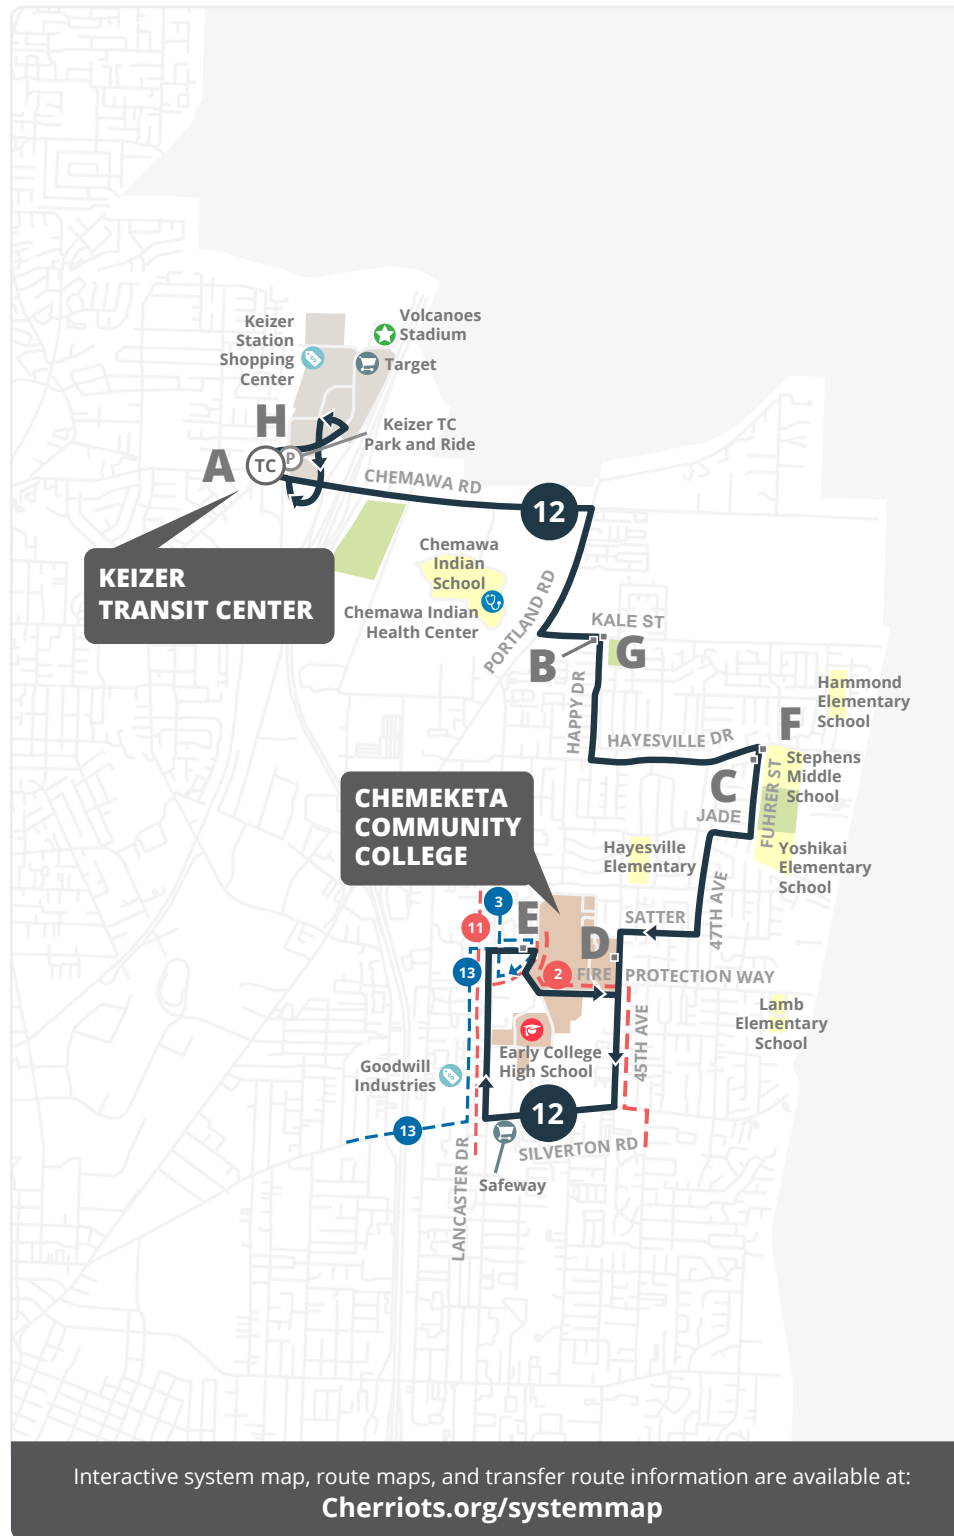 Keizer
Station
Shopping
Center
Volcanoes
Stadium
Target
H
Keizer TC
Park and Ride
A
TC
P
CHEMAWA RD
12
KEIZER
TRANSIT CENTER
Chemawa
Indian
School
Chemawa Indian
Health Center
PORTLAND RD
KALE ST
B
G
HAPPY DR
Hammond
Elementary
School
F
HAYESVILLE DR
Stephens
Middle
School
C
JADE
FUHRER ST
CHEMEKETA
COMMUNITY
COLLEGE
Hayesville
Elementary
Yoshikai
Elementary
School
47TH AVE
3
E
SATTER
11
D
13
2
FIRE PROTECTION WAY
Lamb
Elementary
School
45TH AVE
Early College
High School
Goodwill
Industries
12
13
SILVERTON RD
LANCASTER DR
Safeway
Interactive system map, route maps, and transfer route information are available at:
Cherriots.org/systemmap